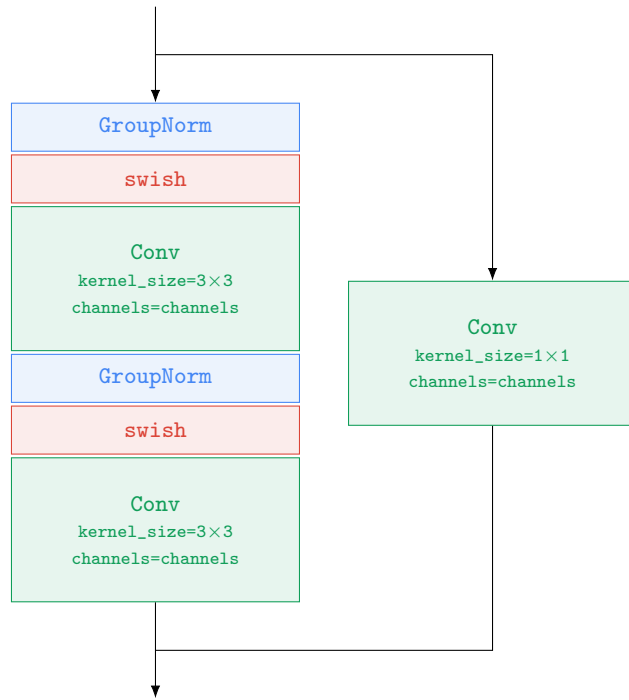 GroupNorm
swish
Conv
kernel_size=3×3
channels=channels
GroupNorm
swish
Conv
kernel_size=3×3
channels=channels
Conv
kernel_size=1×1
channels=channels